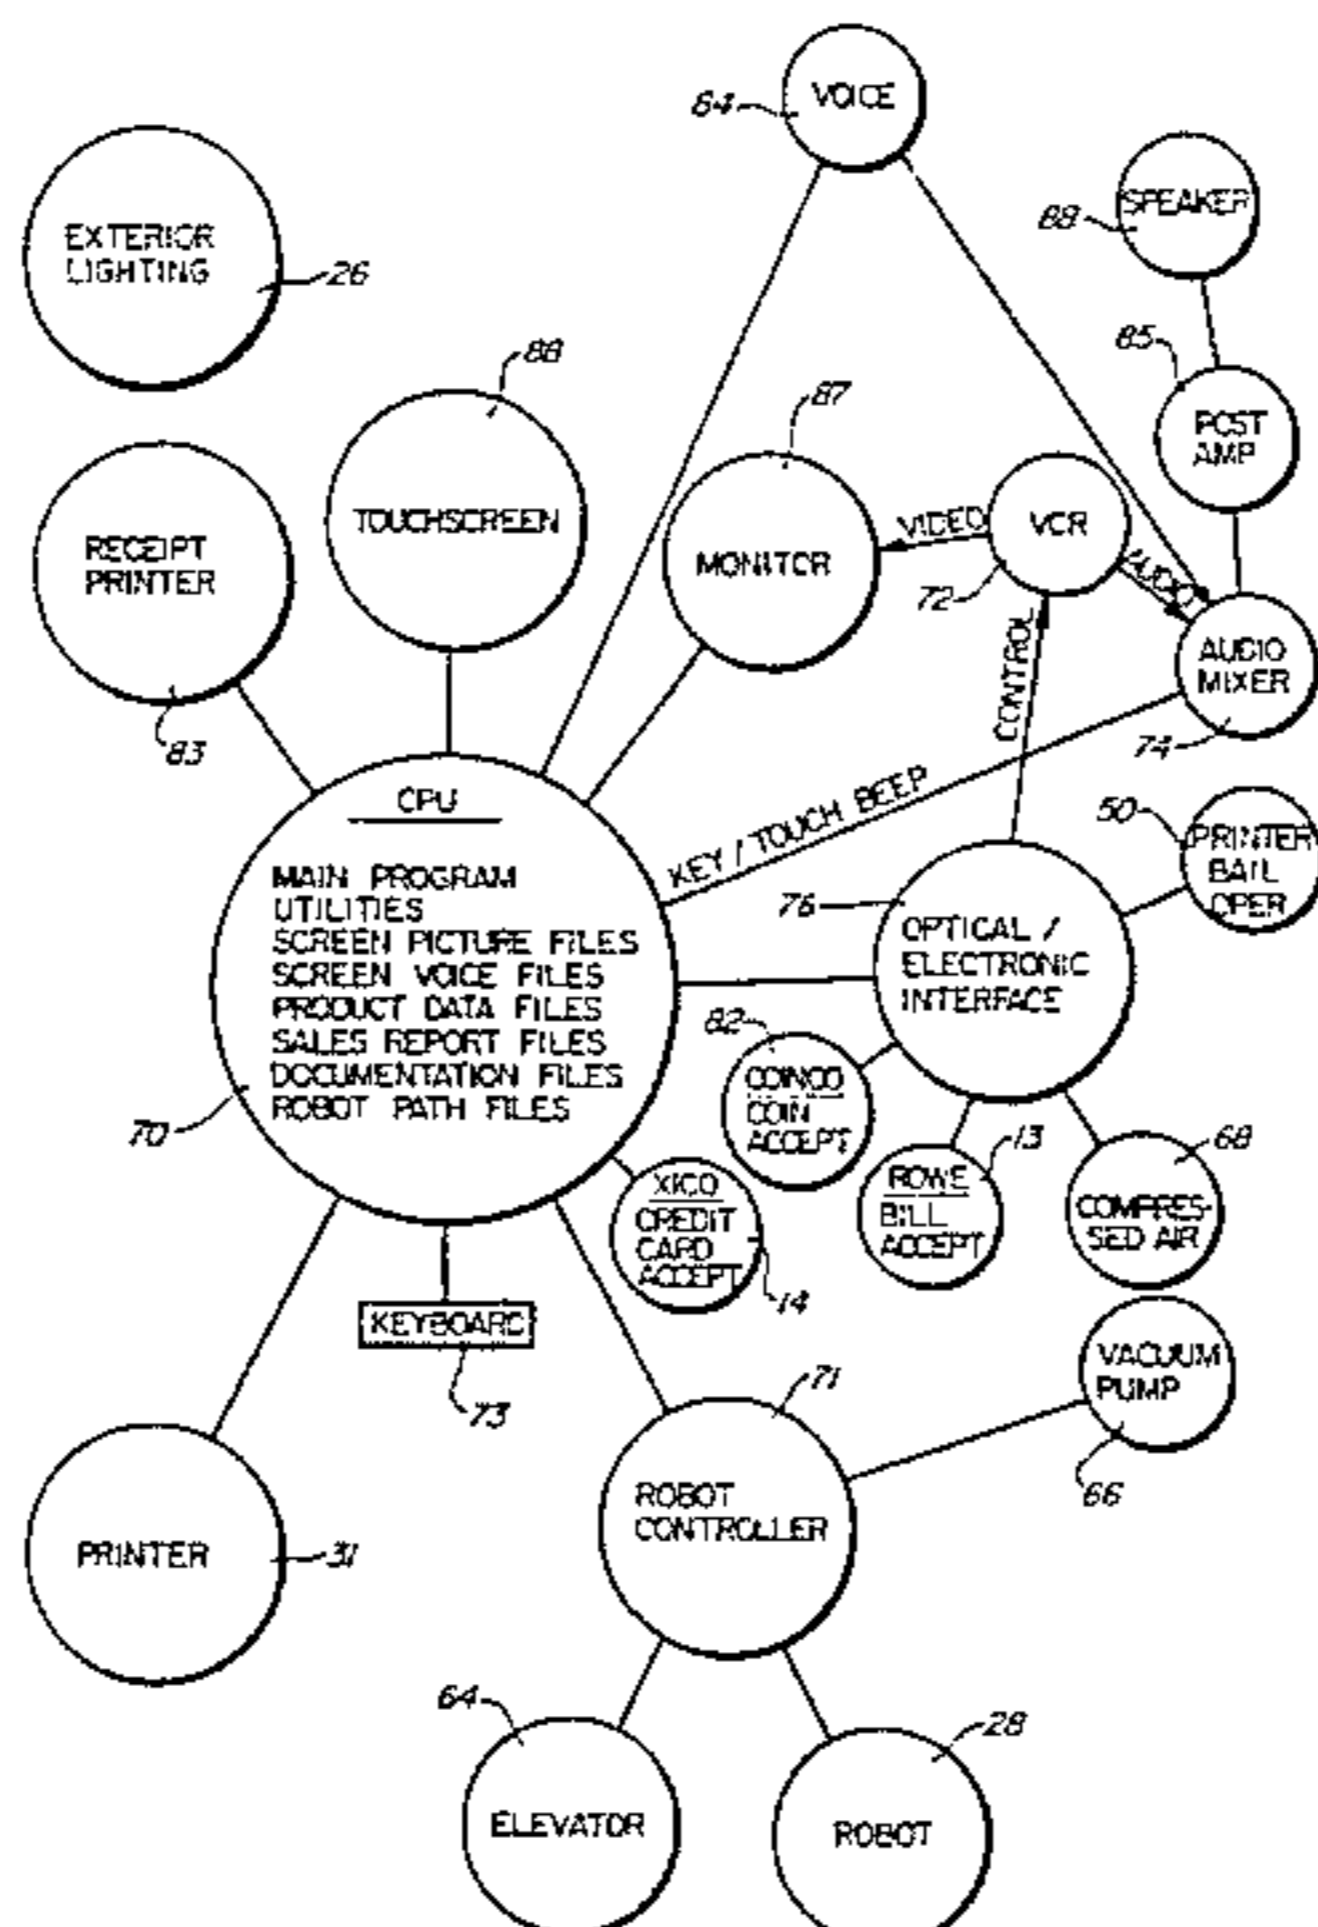 VOICE
84
SPEAKER
88
EXTERIOR
LIGHTING
26
88
TOUCHSCREEN
87
MONITOR
85
POST
AMP
VIDEO
VCR
72
AUDIO
RECEIPT
PRINTER
83
CONTROL
AUDIO
MIXER
74
KEY / TOUCH BEEP
CPU
MAIN PROGRAM
UTILITIES
SCREEN PICTURE FILES
SCREEN VOICE FILES
PRODUCT DATA FILES
SALES REPORT FILES
DOCUMENTATION FILES
ROBOT PATH FILES
70
50
PRINTER
BAIL
OPER
76
OPTICAL /
ELECTRONIC
INTERFACE
82
COINCO
COIN
ACCEPT
13
ROWE
BILL
ACCEPT
68
COMPRES-
SED AIR
XICO
CREDIT
CARD
ACCEPT
14
KEYBOARD
73
VACUUM
PUMP
66
71
ROBOT
CONTROLLER
PRINTER
31
64
ELEVATOR
28
ROBOT